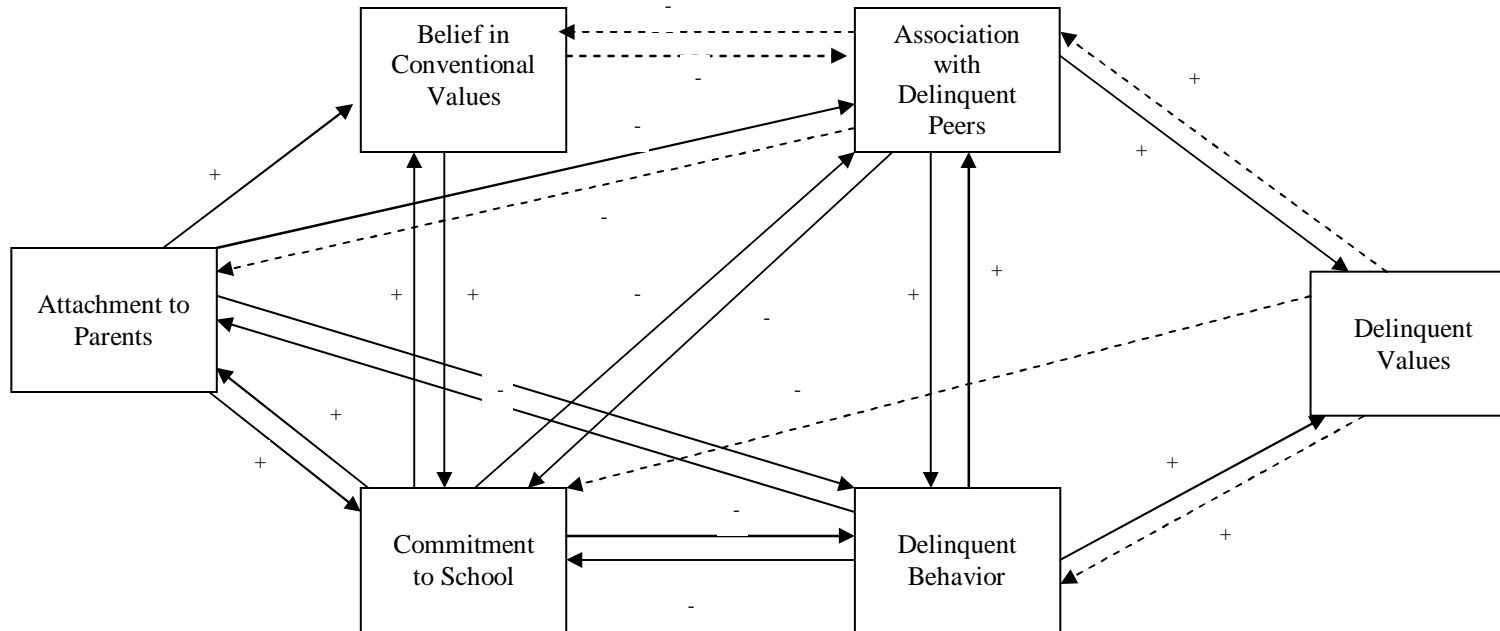 -
Belief in
Conventional
Values
Association
with
Delinquent
Peers
-
+
-
+
+
-
+
+
-
+
+
-
-
Attachment to
Parents
Delinquent
Values
-
-
+
+
+
-
+
Commitment
to School
Delinquent
Behavior
-